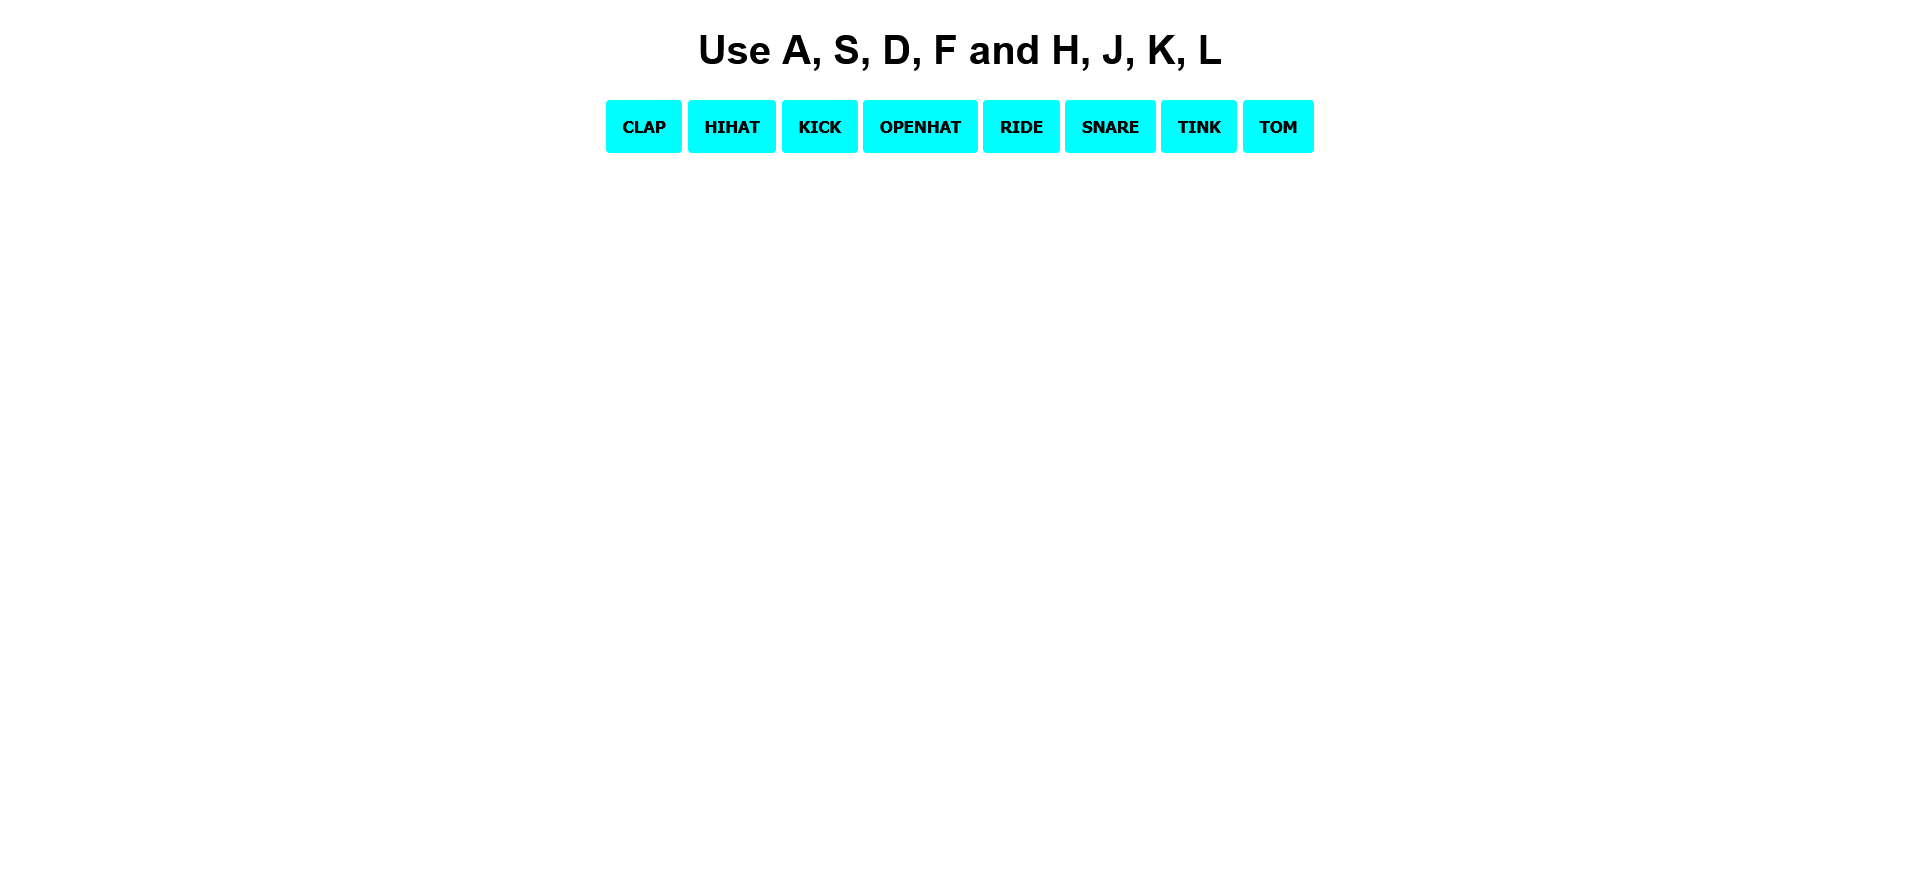 Use A, S, D, F and H, J, K, L
CLAP HIHAT KICK OPENHAT RIDE SNARE TINK TOM